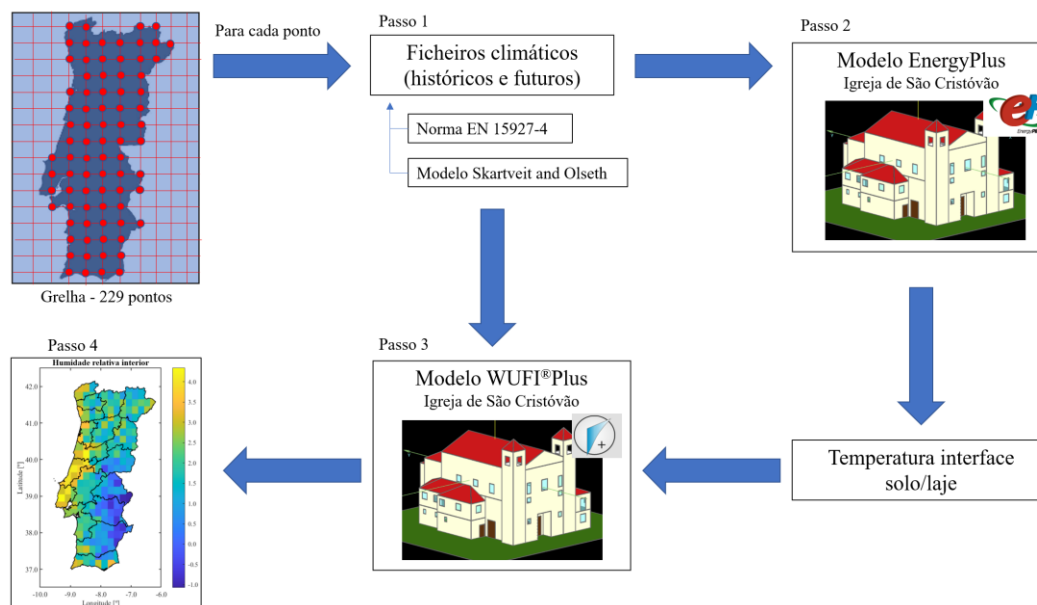 Para cada ponto
Grelha - 229 pontos
Passo 1
Ficheiros climáticos
(históricos e futuros)
Norma EN 15927-4
Modelo Skartveit and Olseth
Passo 2
Modelo EnergyPlus
Igreja de São Cristóvão
Temperatura interface
solo/laje
Passo 3
Modelo WUFI®Plus
Igreja de São Cristóvão
Passo 4
Humidade relativa interior
42.0
41.0
40.0
39.0
38.0
37.0
Latitude [°]
-10.0 -9.0 -8.0 -7.0 -6.0
Longitude [°]
4.0
3.5
3.0
2.5
2.0
1.5
1.0
0.5
0.0
-0.5
-1.0